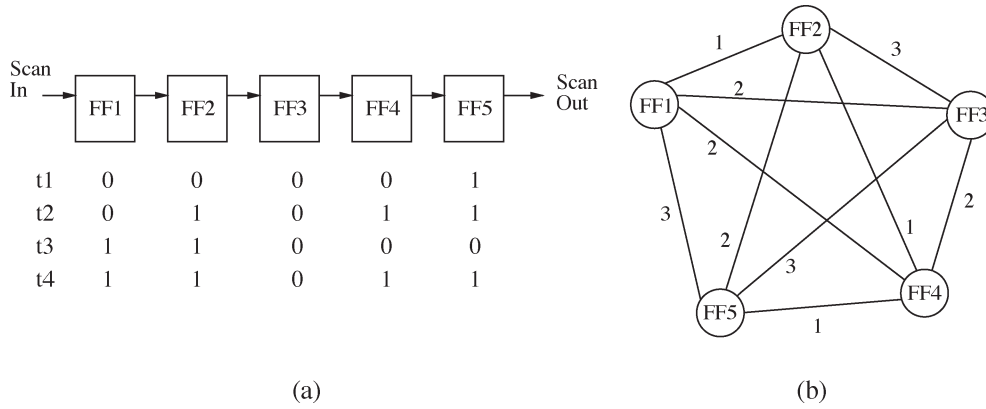 Scan In
FF1 FF2 FF3 FF4 FF5
Scan Out
t1 0 0 0 0 1
t2 0 1 0 1 1
t3 1 1 0 0 0
t4 1 1 0 1 1
(a)
FF2
1
3
FF1
2
FF3
2
3
2
2
1
3
FF5
FF4
1
(b)